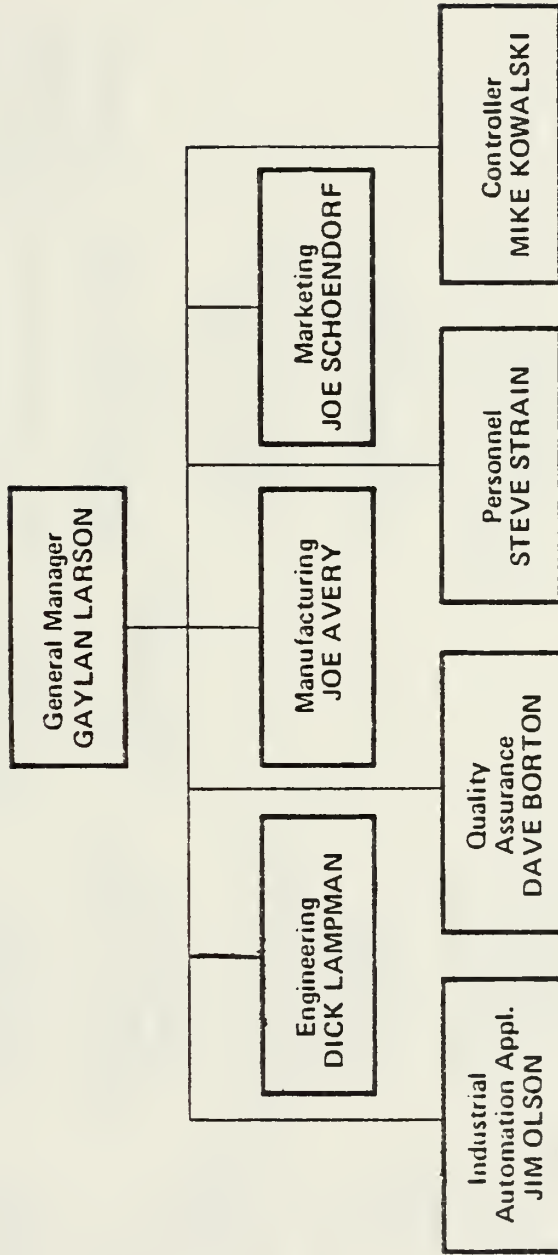 General Manager
GAYLAN LARSON
Engineering
DICK LAMPMAN
Manufacturing
JOE AVERY
Marketing
JOE SCHOENDORF
Industrial
Automation Appl.
JIM OLSON
Quality
Assurance
DAVE BORTON
Personnel
STEVE STRAIN
Controller
MIKE KOWALSKI